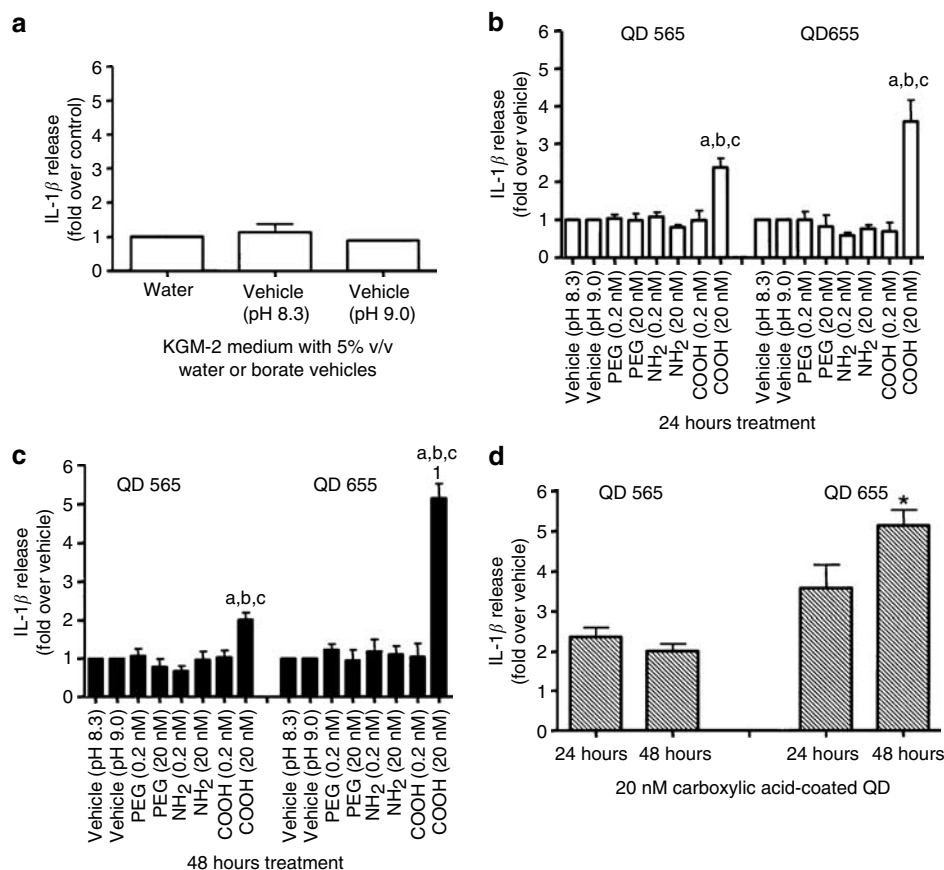 a
6
5
4
3
2
1
0
IL-1β release
(fold over control)
Water
Vehicle
(pH 8.3)
Vehicle
(pH 9.0)
KGM-2 medium with 5% v/v
water or borate vehicles
b
QD 565
QD655
6
5
4
3
2
1
0
IL-1β release
(fold over vehicle)
a,b,c
a,b,c
Vehicle (pH 8.3)
Vehicle (pH 9.0)
PEG (0.2 nM)
PEG (20 nM)
NH2 (0.2 nM)
NH2 (20 nM)
COOH (0.2 nM)
COOH (20 nM)
Vehicle (pH 8.3)
Vehicle (pH 9.0)
PEG (0.2 nM)
PEG (20 nM)
NH2 (0.2 nM)
NH2 (20 nM)
COOH (0.2 nM)
COOH (20 nM)
24 hours treatment
c
QD 565
QD 655
6
5
4
3
2
1
0
IL-1β release
(fold over vehicle)
a,b,c
a,b,c
1
Vehicle (pH 8.3)
Vehicle (pH 9.0)
PEG (0.2 nM)
PEG (20 nM)
NH2 (0.2 nM)
NH2 (20 nM)
COOH (0.2 nM)
COOH (20 nM)
Vehicle (pH 8.3)
Vehicle (pH 9.0)
PEG (0.2 nM)
PEG (20 nM)
NH2 (0.2 nM)
NH2 (20 nM)
COOH (0.2 nM)
COOH (20 nM)
48 hours treatment
d
QD 565
QD 655
6
5
4
3
2
1
0
IL-1β release
(fold over vehicle)
*
24 hours
48 hours
24 hours
48 hours
20 nM carboxylic acid-coated QD